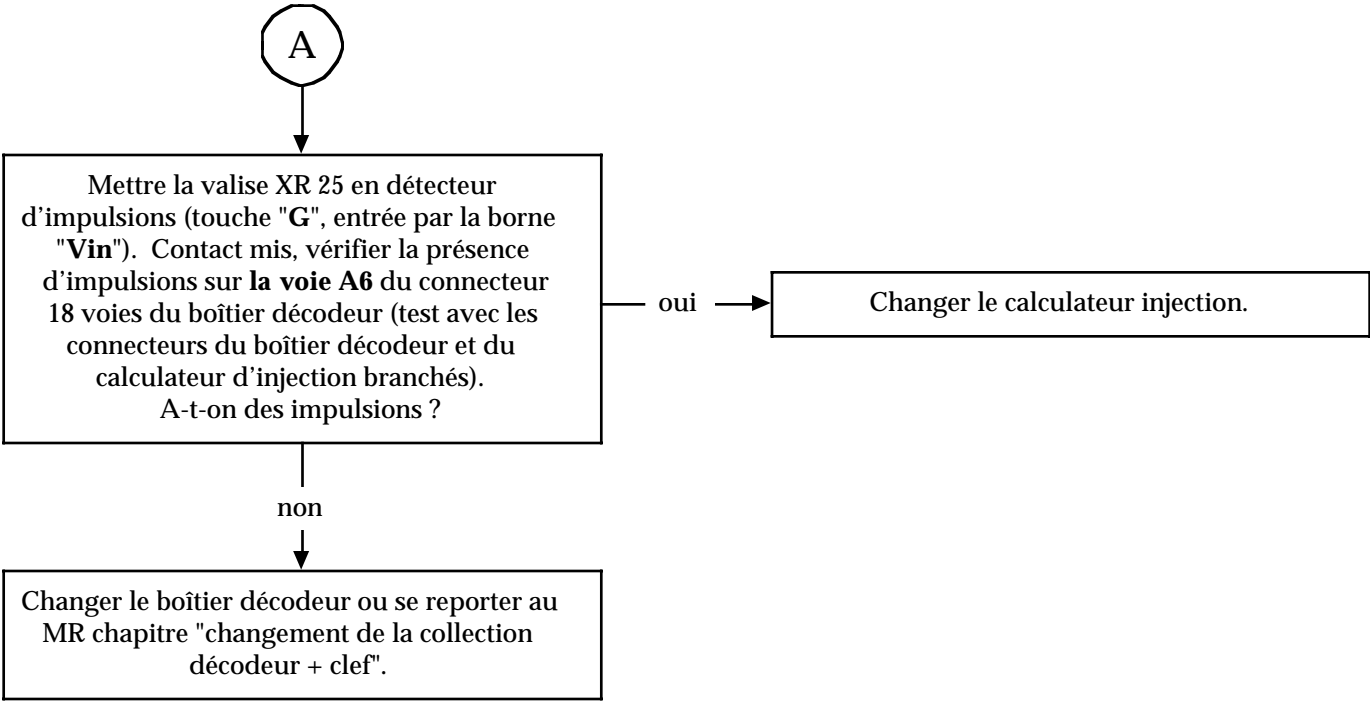 A
Mettre la valise XR 25 en détecteur
d'impulsions (touche "G", entrée par la borne
"Vin"). Contact mis, vérifier la présence
d'impulsions sur la voie A6 du connecteur
18 voies du boîtier décodeur (test avec les
connecteurs du boîtier décodeur et du
calculateur d'injection branchés).
A-t-on des impulsions ?
oui
Changer le calculateur injection.
non
Changer le boîtier décodeur ou se reporter au
MR chapitre "changement de la collection
décodeur + clef".